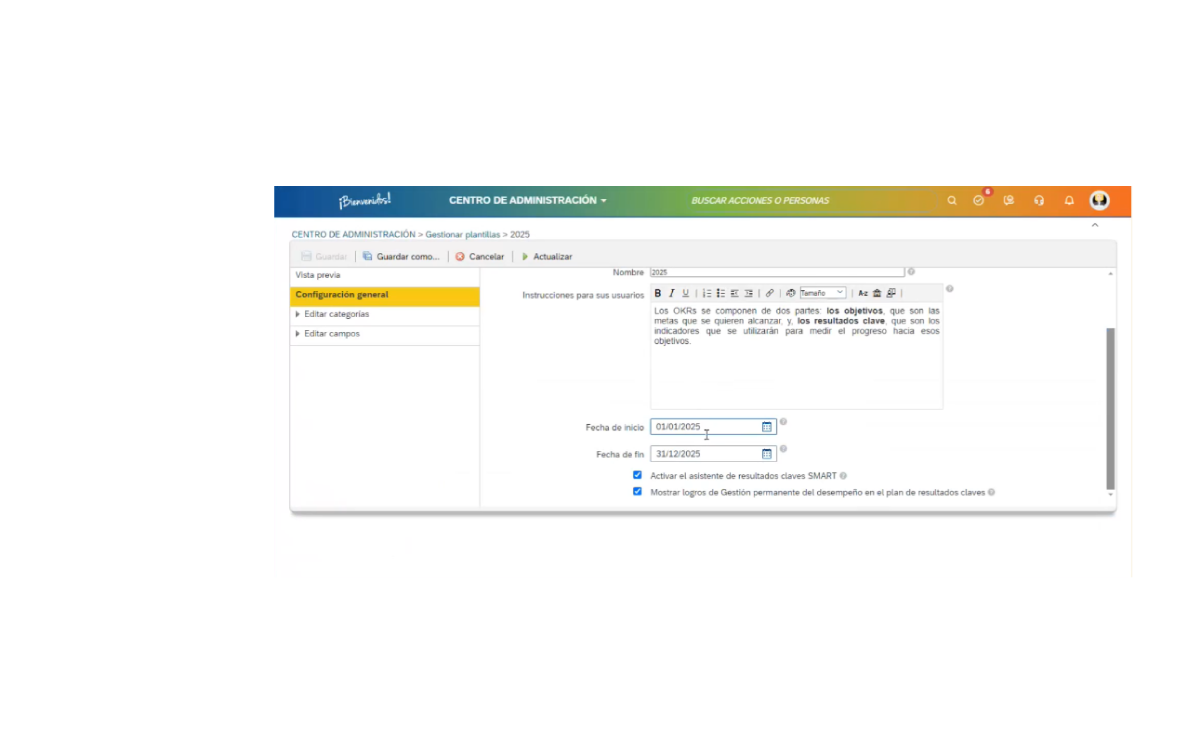 ¡Bienvenidos!
CENTRO DE ADMINISTRACIÓN
BUSCAR ACCIONES O PERSONAS
6
CENTRO DE ADMINISTRACIÓN > Gestionar plantillas > 2025
Guardar | Guardar como... | Cancelar | Actualizar
Vista previa
Configuración general
Editar categorías
Editar campos
Nombre 2025
Instrucciones para sus usuarios
B I U Tamaño
Los OKRs se componen de dos partes: los objetivos, que son las
metas que se quieren alcanzar, y, los resultados clave, que son los
indicadores que se utilizarán para medir el progreso hacia esos
objetivos.
Fecha de inicio 01/01/2025
Fecha de fin 31/12/2025
Activar el asistente de resultados claves SMART
Mostrar logros de Gestión permanente del desempeño en el plan de resultados claves